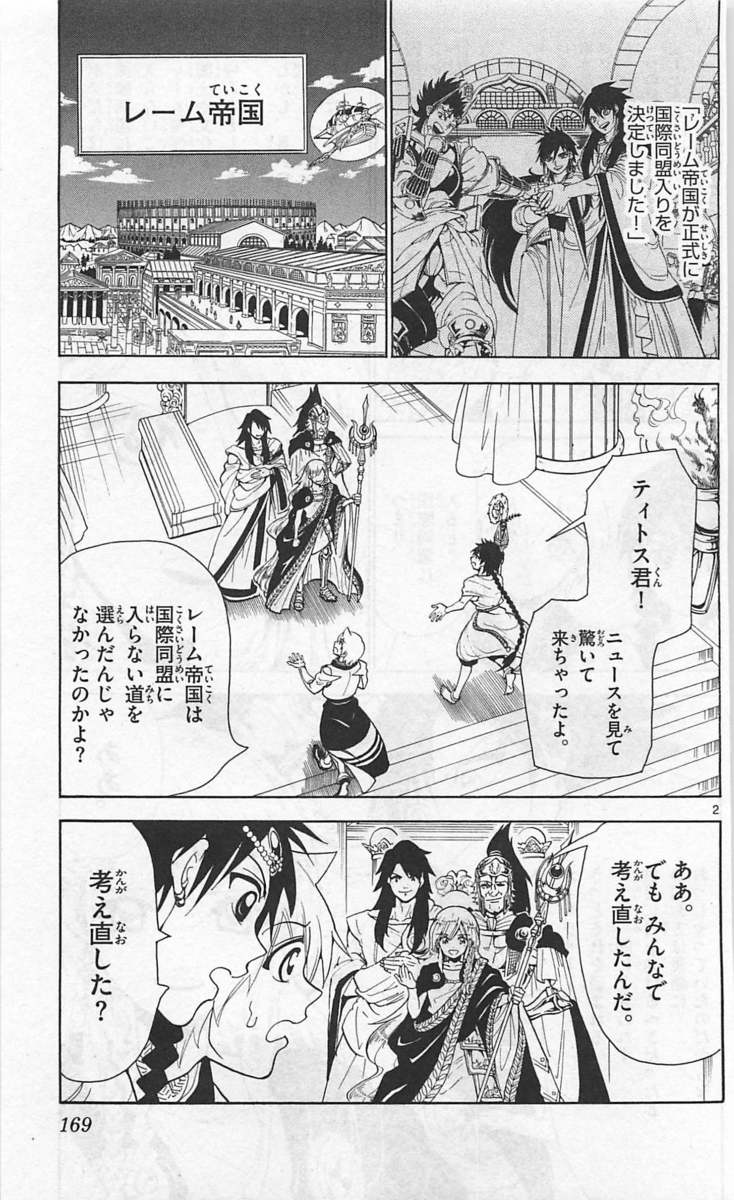 「レーム帝国が正式に
国際同盟入りを
決定しました！」
レーム帝国
ティトス君！
ニュースを見て
驚いて
来ちゃったよ。
レーム帝国は
国際同盟に
入らない道を
選んだんじゃ
なかったのかよ？
2
ああ。
でも みんなで
考え直したんだ。
考え直した？
169